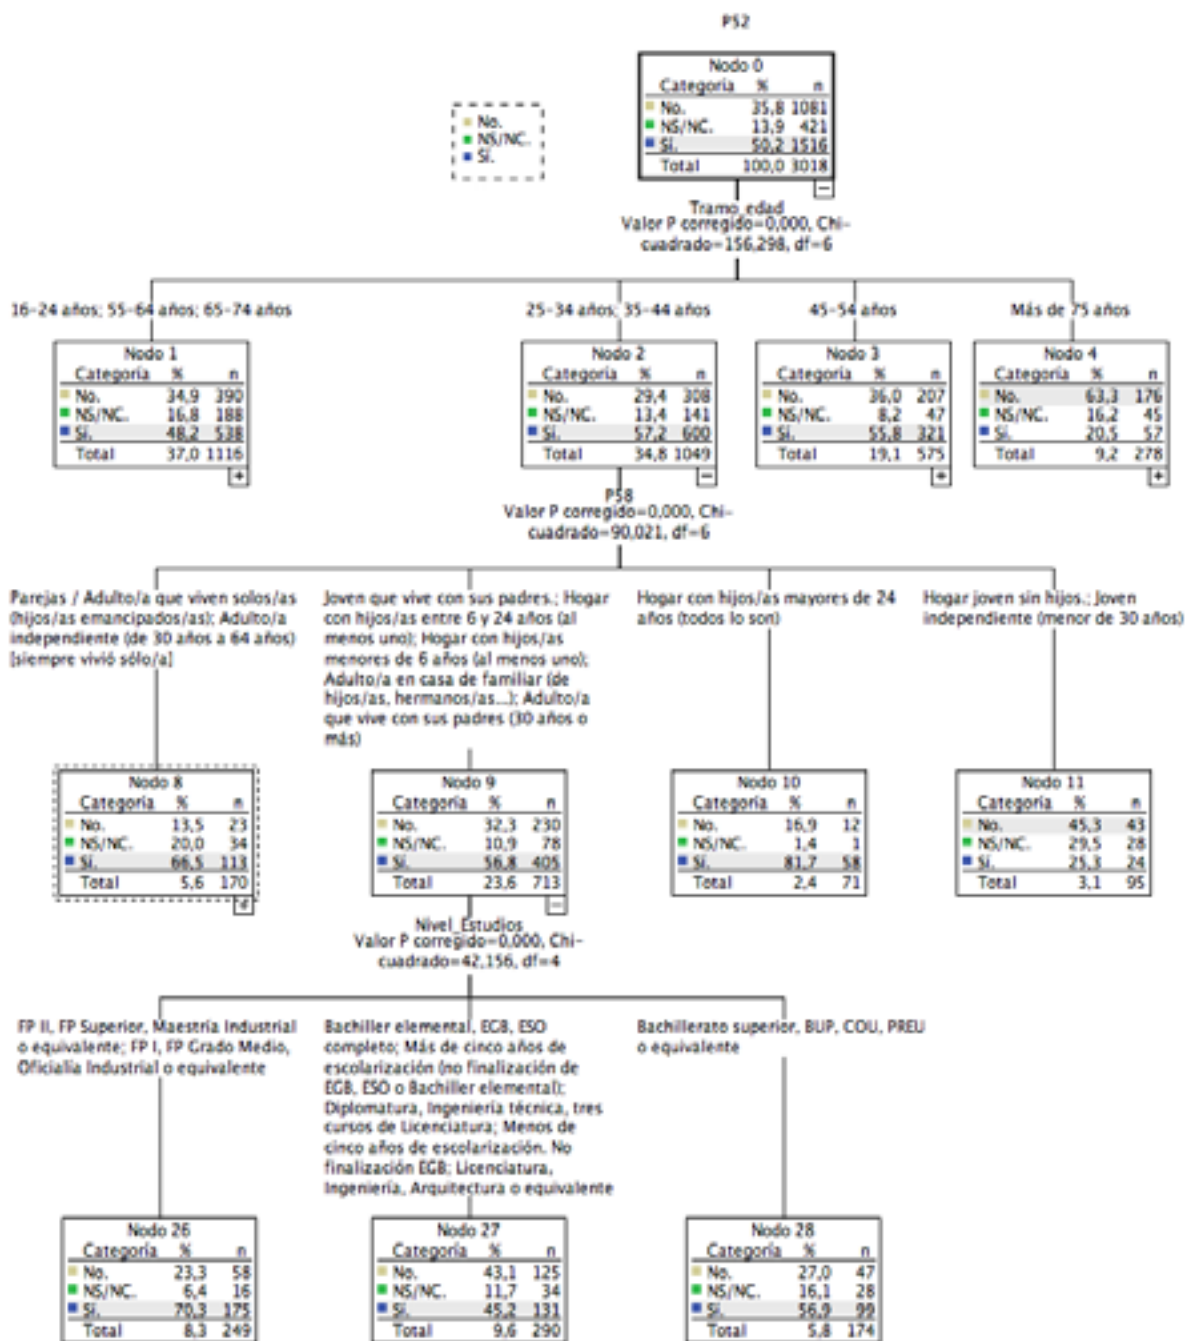 P52
Nodo 0
Categoría % n
No. 35,8 1081
NS/NC. 13,9 421
Sí. 50,2 1516
Total 100,0 3018
No.
NS/NC.
Sí.
Tramo_edad
Valor P corregido=0,000, Chi-
cuadrado=156,298, df=6
16-24 años; 55-64 años; 65-74 años
25-34 años; 35-44 años
45-54 años
Más de 75 años
Nodo 1
Categoría % n
No. 34,9 390
NS/NC. 16,8 188
Sí. 48,2 538
Total 37,0 1116
Nodo 2
Categoría % n
No. 29,4 308
NS/NC. 13,4 141
Sí. 57,2 600
Total 34,8 1049
Nodo 3
Categoría % n
No. 36,0 207
NS/NC. 8,2 47
Sí. 55,8 321
Total 19,1 575
Nodo 4
Categoría % n
No. 63,3 176
NS/NC. 16,2 45
Sí. 20,5 57
Total 9,2 278
P58
Valor P corregido=0,000, Chi-
cuadrado=90,021, df=6
Parejas / Adulto/a que viven solos/as
(hijos/as emancipados/as); Adulto/a
independiente (de 30 años a 64 años)
[siempre vivió sólo/a]
Joven que vive con sus padres.; Hogar
con hijos/as entre 6 y 24 años (al
menos uno); Hogar con hijos/as
menores de 6 años (al menos uno);
Adulto/a en casa de familiar (de
hijos/as, hermanos/as...); Adulto/a
que vive con sus padres (30 años o
más)
Hogar con hijos/as mayores de 24
años (todos lo son)
Hogar joven sin hijos.; Joven
independiente (menor de 30 años)
Nodo 8
Categoría % n
No. 13,5 23
NS/NC. 20,0 34
Sí. 66,5 113
Total 5,6 170
Nodo 9
Categoría % n
No. 32,3 230
NS/NC. 10,9 78
Sí. 56,8 405
Total 23,6 713
Nodo 10
Categoría % n
No. 16,9 12
NS/NC. 1,4 1
Sí. 81,7 58
Total 2,4 71
Nodo 11
Categoría % n
No. 45,3 43
NS/NC. 29,5 28
Sí. 25,3 24
Total 3,1 95
Nivel_Estudios
Valor P corregido=0,000, Chi-
cuadrado=42,156, df=4
FP II, FP Superior, Maestría Industrial
o equivalente; FP I, FP Grado Medio,
Oficialía Industrial o equivalente
Bachiller elemental, EGB, ESO
completo; Más de cinco años de
escolarización (no finalización de
EGB, ESO o Bachiller elemental);
Diplomatura, Ingeniería técnica, tres
cursos de Licenciatura; Menos de
cinco años de escolarización. No
finalización EGB; Licenciatura,
Ingeniería, Arquitectura o equivalente
Bachillerato superior, BUP, COU, PREU
o equivalente
Nodo 26
Categoría % n
No. 23,3 58
NS/NC. 6,4 16
Sí. 70,3 175
Total 8,3 249
Nodo 27
Categoría % n
No. 43,1 125
NS/NC. 11,7 34
Sí. 45,2 131
Total 9,6 290
Nodo 28
Categoría % n
No. 27,0 47
NS/NC. 16,1 28
Sí. 56,9 99
Total 5,8 174